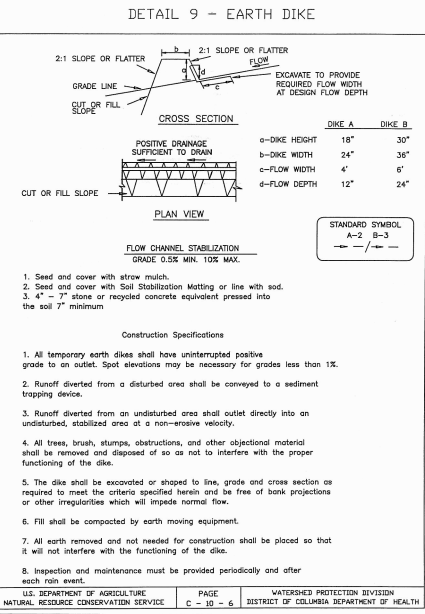 DETAIL 9 - EARTH DIKE
b
2:1 SLOPE OR FLATTER
2:1 SLOPE OR FLATTER
FLOW
a
d
c
GRADE LINE
EXCAVATE TO PROVIDE
REQUIRED FLOW WIDTH
AT DESIGN FLOW DEPTH
CUT OR FILL
SLOPE
CROSS SECTION
DIKE A DIKE B
a-DIKE HEIGHT 18" 30"
b-DIKE WIDTH 24" 36"
c-FLOW WIDTH 4' 6'
d-FLOW DEPTH 12" 24"
POSITIVE DRAINAGE
SUFFICIENT TO DRAIN
CUT OR FILL SLOPE
PLAN VIEW
STANDARD SYMBOL
A-2 B-3
FLOW CHANNEL STABILIZATION
GRADE 0.5% MIN. 10% MAX.
1. Seed and cover with straw mulch.
2. Seed and cover with Soil Stabilization Matting or line with sod.
3. 4" - 7" stone or recycled concrete equivalent pressed into
the soil 7" minimum
Construction Specifications
1. All temporary earth dikes shall have uninterrupted positive
grade to an outlet. Spot elevations may be necessary for grades less than 1%.
2. Runoff diverted from a disturbed area shall be conveyed to a sediment
trapping device.
3. Runoff diverted from an undisturbed area shall outlet directly into an
undisturbed, stabilized area at a non-erosive velocity.
4. All trees, brush, stumps, obstructions, and other objectional material
shall be removed and disposed of so as not to interfere with the proper
functioning of the dike.
5. The dike shall be excavated or shaped to line, grade and cross section as
required to meet the criteria specified herein and be free of bank projections
or other irregularities which will impede normal flow.
6. Fill shall be compacted by earth moving equipment.
7. All earth removed and not needed for construction shall be placed so that
it will not interfere with the functioning of the dike.
8. Inspection and maintenance must be provided periodically and after
each rain event.
U.S. DEPARTMENT OF AGRICULTURE
NATURAL RESOURCE CONSERVATION SERVICE
PAGE
C - 10 - 6
WATERSHED PROTECTION DIVISION
DISTRICT OF COLUMBIA DEPARTMENT OF HEALTH